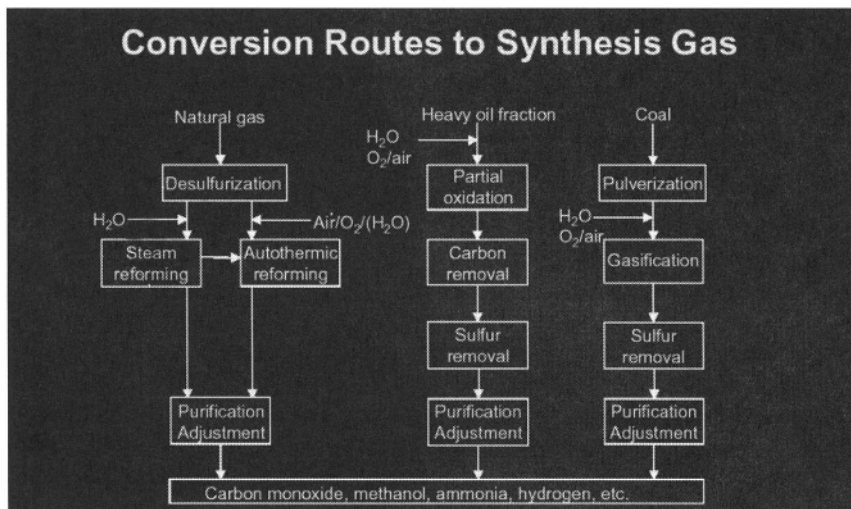 Conversion Routes to Synthesis Gas
Natural gas
Desulfurization
H₂O
Air/O₂/(H₂O)
Steam
reforming
Autothermic
reforming
Purification
Adjustment
Heavy oil fraction
H₂O
O₂/air
Partial
oxidation
Carbon
removal
Sulfur
removal
Purification
Adjustment
Coal
Pulverization
H₂O
O₂/air
Gasification
Sulfur
removal
Purification
Adjustment
Carbon monoxide, methanol, ammonia, hydrogen, etc.